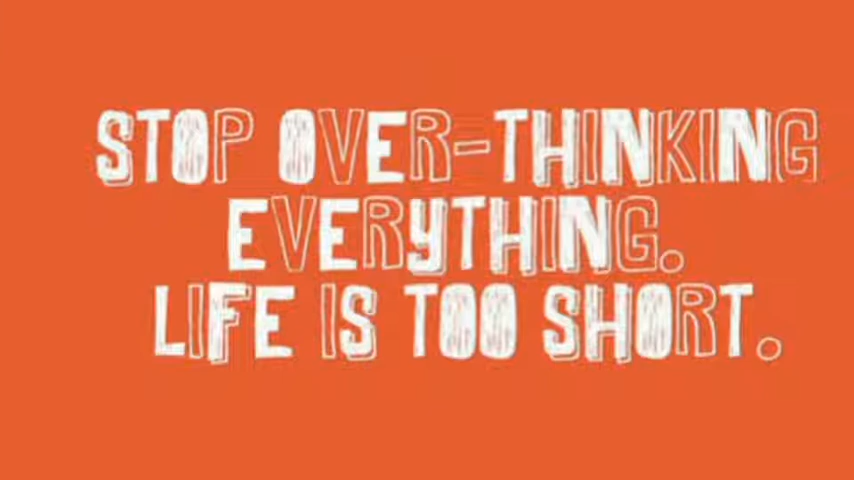 STOP OVER-THINKING
EVERYTHING.
LIFE IS TOO SHORT.